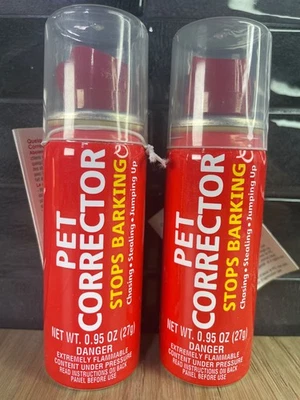 PET
CORRECTOR
STOPS BARKING &
Chasing • Stealing • Jumping Up
NET WT. 0.95 OZ (27g)
DANGER
EXTREMELY FLAMMABLE
CONTENT UNDER PRESSURE
READ INSTRUCTIONS ON BACK
PANEL BEFORE USE
PET
CORRECTOR
STOPS BARKING &
Chasing • Stealing • Jumping Up
NET WT. 0.95 OZ (27g)
DANGER
EXTREMELY FLAMMABLE
CONTENT UNDER PRESSURE
READ INSTRUCTIONS ON BACK
PANEL BEFORE USE